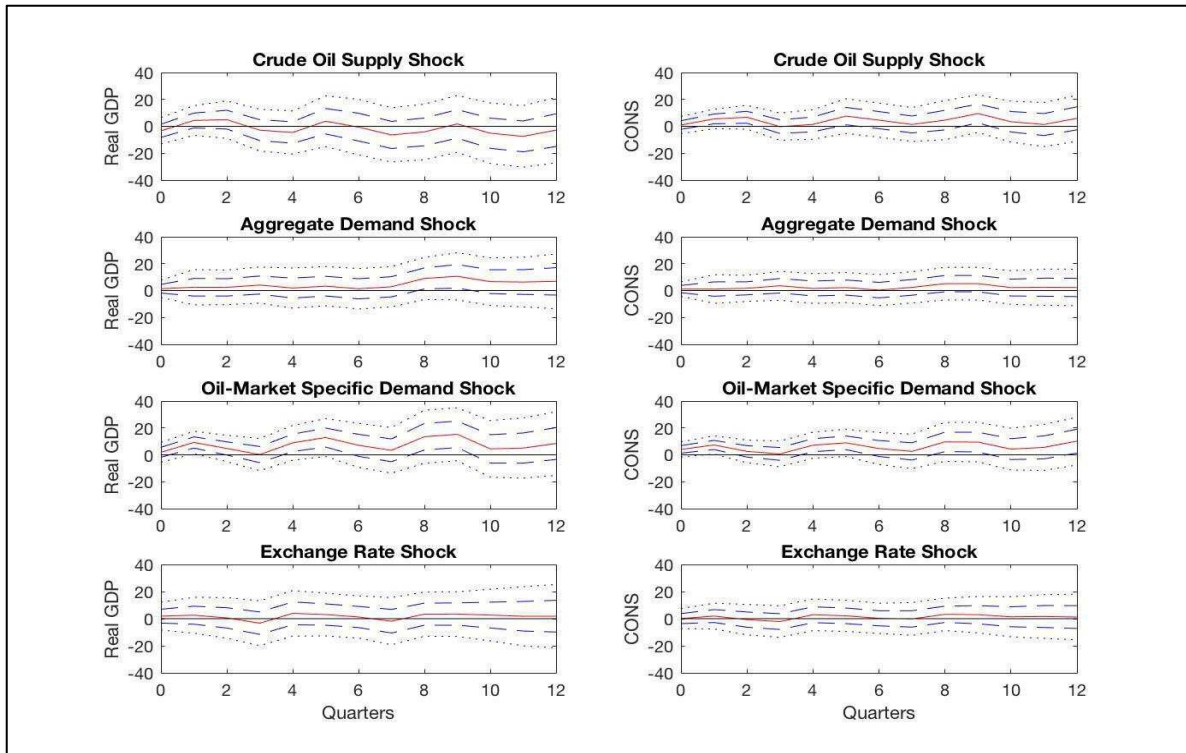 Crude Oil Supply Shock
Real GDP
40
20
0
-20
-40
0 2 4 6 8 10 12
Crude Oil Supply Shock
CONS
40
20
0
-20
-40
0 2 4 6 8 10 12
Aggregate Demand Shock
Real GDP
40
20
0
-20
-40
0 2 4 6 8 10 12
Aggregate Demand Shock
CONS
40
20
0
-20
-40
0 2 4 6 8 10 12
Oil-Market Specific Demand Shock
Real GDP
40
20
0
-20
-40
0 2 4 6 8 10 12
Oil-Market Specific Demand Shock
CONS
40
20
0
-20
-40
0 2 4 6 8 10 12
Exchange Rate Shock
Real GDP
40
20
0
-20
-40
0 2 4 6 8 10 12
Quarters
Exchange Rate Shock
CONS
40
20
0
-20
-40
0 2 4 6 8 10 12
Quarters